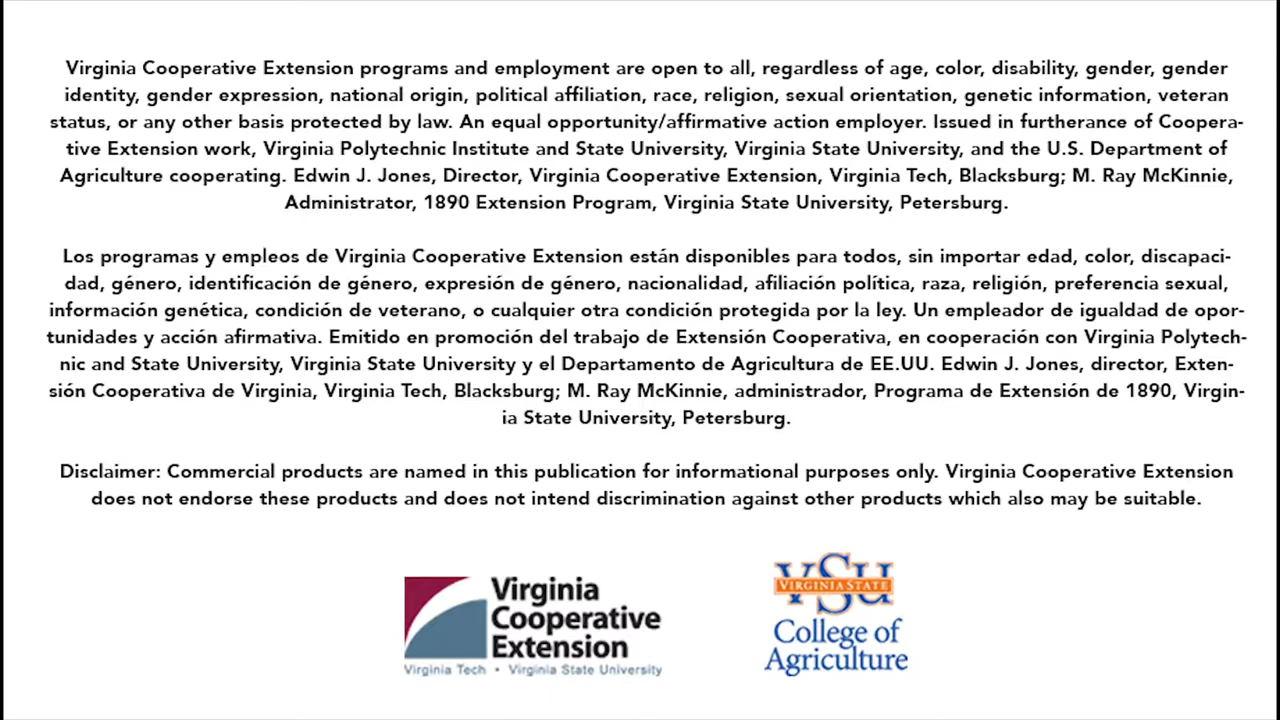 Virginia Cooperative Extension programs and employment are open to all, regardless of age, color, disability, gender, gender
identity, gender expression, national origin, political affiliation, race, religion, sexual orientation, genetic information, veteran
status, or any other basis protected by law. An equal opportunity/affirmative action employer. Issued in furtherance of Coopera-
tive Extension work, Virginia Polytechnic Institute and State University, Virginia State University, and the U.S. Department of
Agriculture cooperating. Edwin J. Jones, Director, Virginia Cooperative Extension, Virginia Tech, Blacksburg; M. Ray McKinnie,
Administrator, 1890 Extension Program, Virginia State University, Petersburg.
Los programas y empleos de Virginia Cooperative Extension están disponibles para todos, sin importar edad, color, discapaci-
dad, género, identificación de género, expresión de género, nacionalidad, afiliación política, raza, religión, preferencia sexual,
información genética, condición de veterano, o cualquier otra condición protegida por la ley. Un empleador de igualdad de opor-
tunidades y acción afirmativa. Emitido en promoción del trabajo de Extensión Cooperativa, en cooperación con Virginia Polytech-
nic and State University, Virginia State University y el Departamento de Agricultura de EE.UU. Edwin J. Jones, director, Exten-
sión Cooperativa de Virginia, Virginia Tech, Blacksburg; M. Ray McKinnie, administrador, Programa de Extensión de 1890, Virgin-
ia State University, Petersburg.
Disclaimer: Commercial products are named in this publication for informational purposes only. Virginia Cooperative Extension
does not endorse these products and does not intend discrimination against other products which also may be suitable.
Virginia
Cooperative
Extension
Virginia Tech • Virginia State University
VSU
VIRGINIA STATE
College of
Agriculture